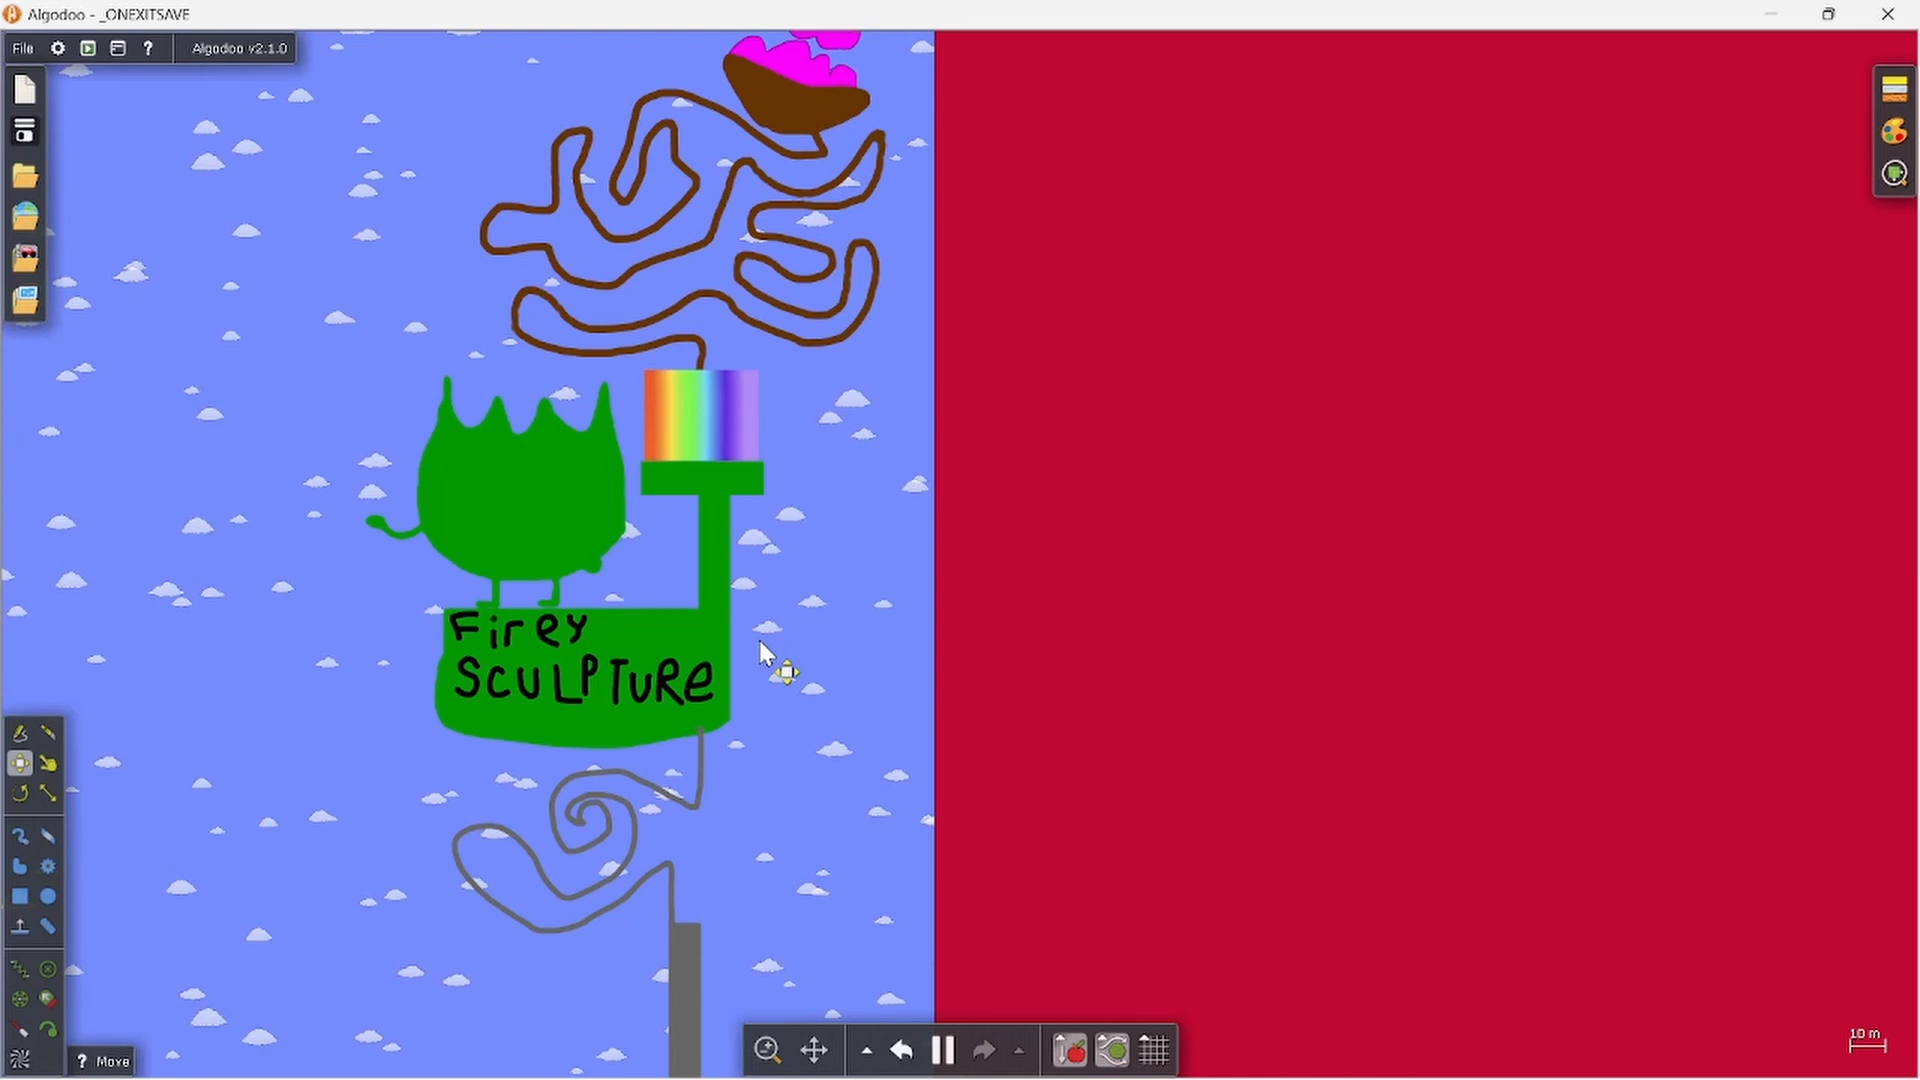 Algodoo - _ONEXITSAVE
File ? Algodoo v2.1.0
Firey
SCULPTURe
? Move
10 m